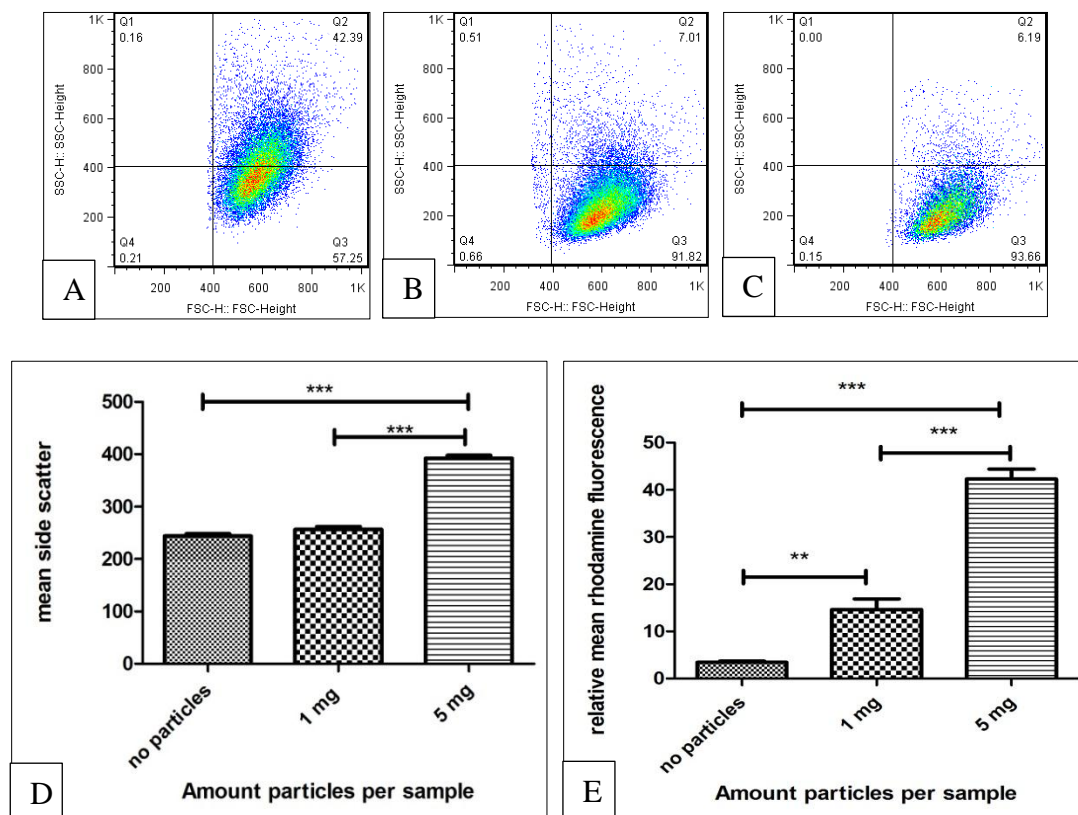 Q1
0.16
Q2
42.39
1K
800
600
400
200
0
SSC-H:: SSC-Height
Q4
0.21
Q3
57.25
0 200 400 600 800 1K
FSC-H:: FSC-Height
A
Q1
0.51
Q2
7.01
1K
800
600
400
200
0
SSC-H:: SSC-Height
Q4
0.66
Q3
91.82
0 200 400 600 800 1K
FSC-H:: FSC-Height
B
Q1
0.00
Q2
6.19
1K
800
600
400
200
0
SSC-H:: SSC-Height
Q4
0.15
Q3
93.66
0 200 400 600 800 1K
FSC-H:: FSC-Height
C
***
***
500
400
300
200
100
0
mean side scatter
no particles
1 mg
5 mg
Amount particles per sample
D
***
***
**
50
40
30
20
10
0
relative mean rhodamine fluorescence
no particles
1 mg
5 mg
Amount particles per sample
E